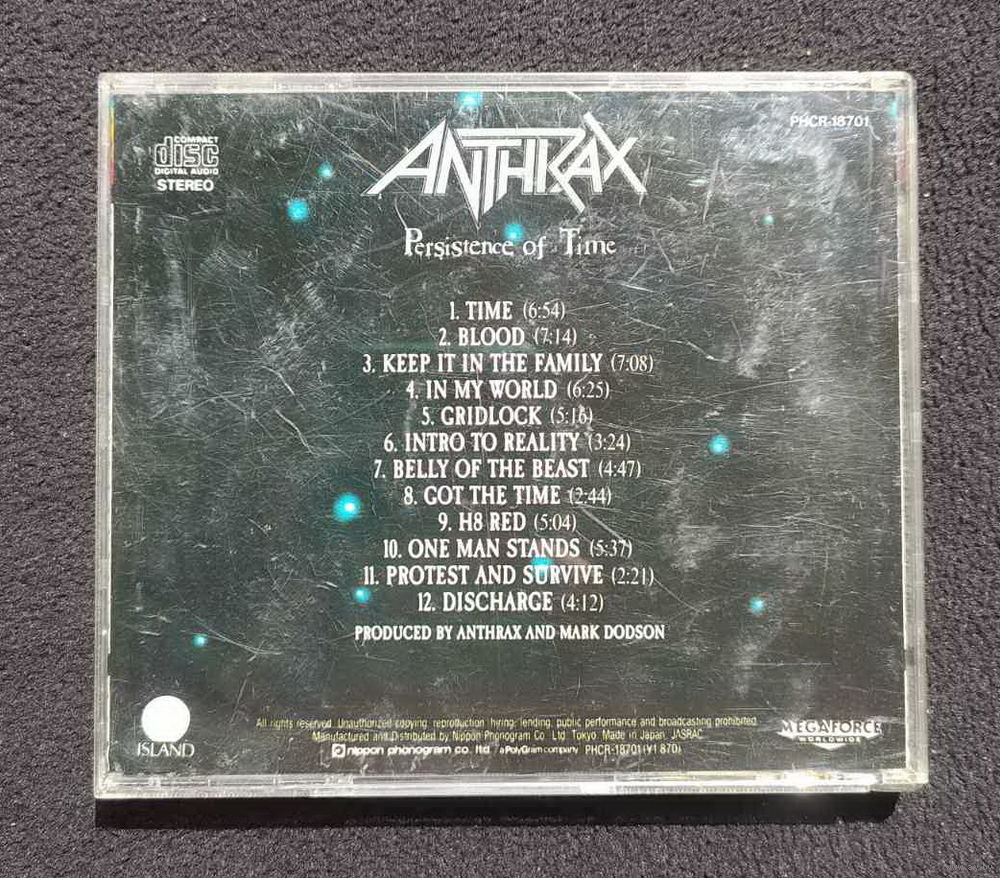 COMPACT
disc
DIGITAL AUDIO
STEREO
ANTHRAX
PHCR-18701
Persistence of Time
1. TIME (6:54)
2. BLOOD (7:14)
3. KEEP IT IN THE FAMILY (7:08)
4. IN MY WORLD (6:25)
5. GRIDLOCK (5:16)
6. INTRO TO REALITY (3:24)
7. BELLY OF THE BEAST (4:47)
8. GOT THE TIME (2:44)
9. H8 RED (5:04)
10. ONE MAN STANDS (5:37)
11. PROTEST AND SURVIVE (2:21)
12. DISCHARGE (4:12)
PRODUCED BY ANTHRAX AND MARK DODSON
All rights reserved. Unauthorized copying, reproduction, hiring, lending, public performance and broadcasting prohibited.
Manufactured and Distributed by Nippon Phonogram Co. Ltd. Tokyo. Made in Japan. JASRAC
nippon phonogram co. ltd. a PolyGram company PHCR-18701 (¥1 870)
ISLAND
MEGAFORCE
WORLDWIDE